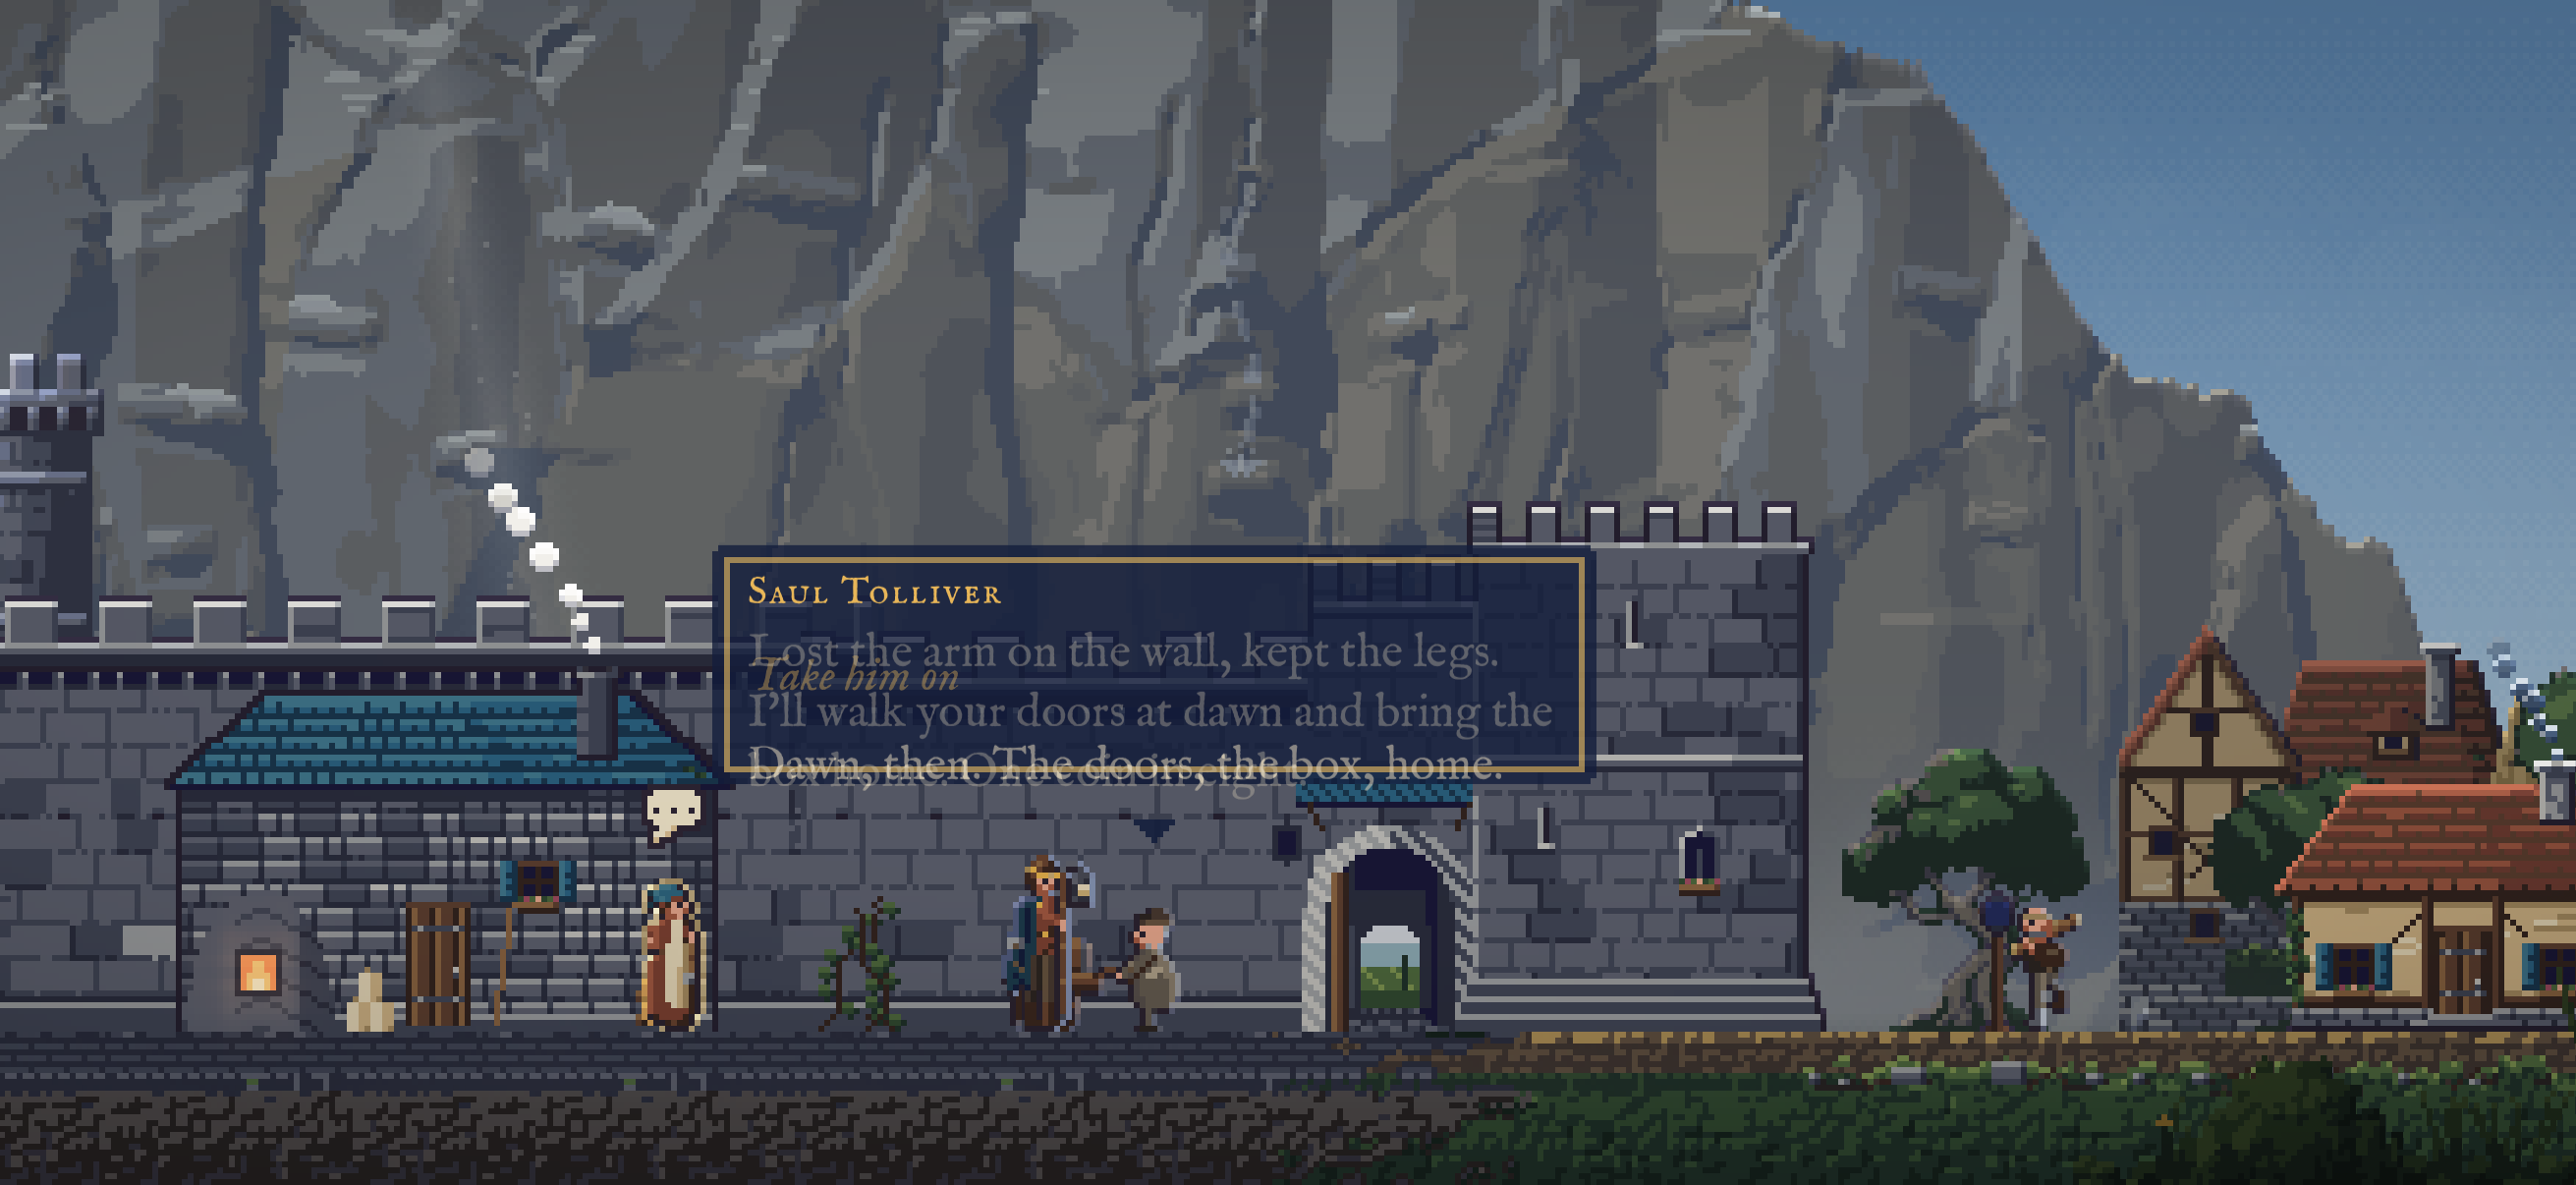 Saul Tolliver
Lost the arm on the wall, kept the legs.
Take him on
I'll walk your doors at dawn and bring the
Dawn, then. The doors, the box, home.